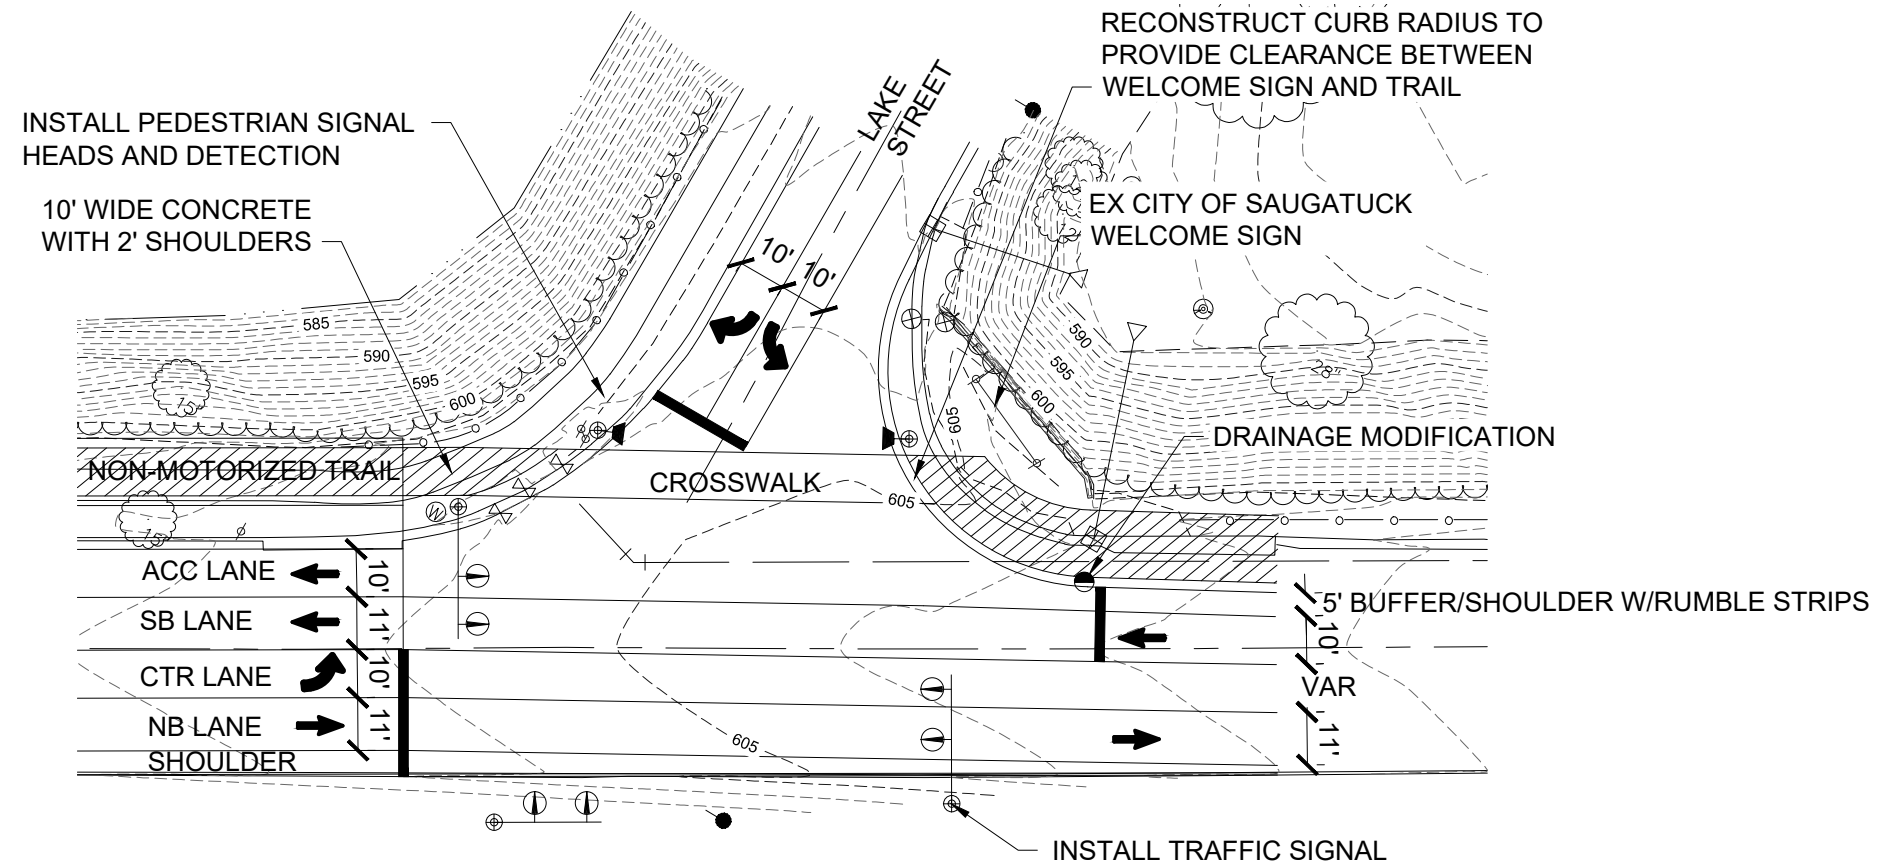 RECONSTRUCT CURB RADIUS TO
PROVIDE CLEARANCE BETWEEN
WELCOME SIGN AND TRAIL
LAKE
STREET
INSTALL PEDESTRIAN SIGNAL
HEADS AND DETECTION
10' WIDE CONCRETE
WITH 2' SHOULDERS
EX CITY OF SAUGATUCK
WELCOME SIGN
10'
10'
585
590
595
600
15"
590
595
600
605
28"
DRAINAGE MODIFICATION
NON-MOTORIZED TRAIL
CROSSWALK
605
W
15"
ACC LANE
10'
SB LANE
11'
CTR LANE
10'
NB LANE
11'
SHOULDER
5' BUFFER/SHOULDER W/RUMBLE STRIPS
10'
VAR
11'
605
INSTALL TRAFFIC SIGNAL